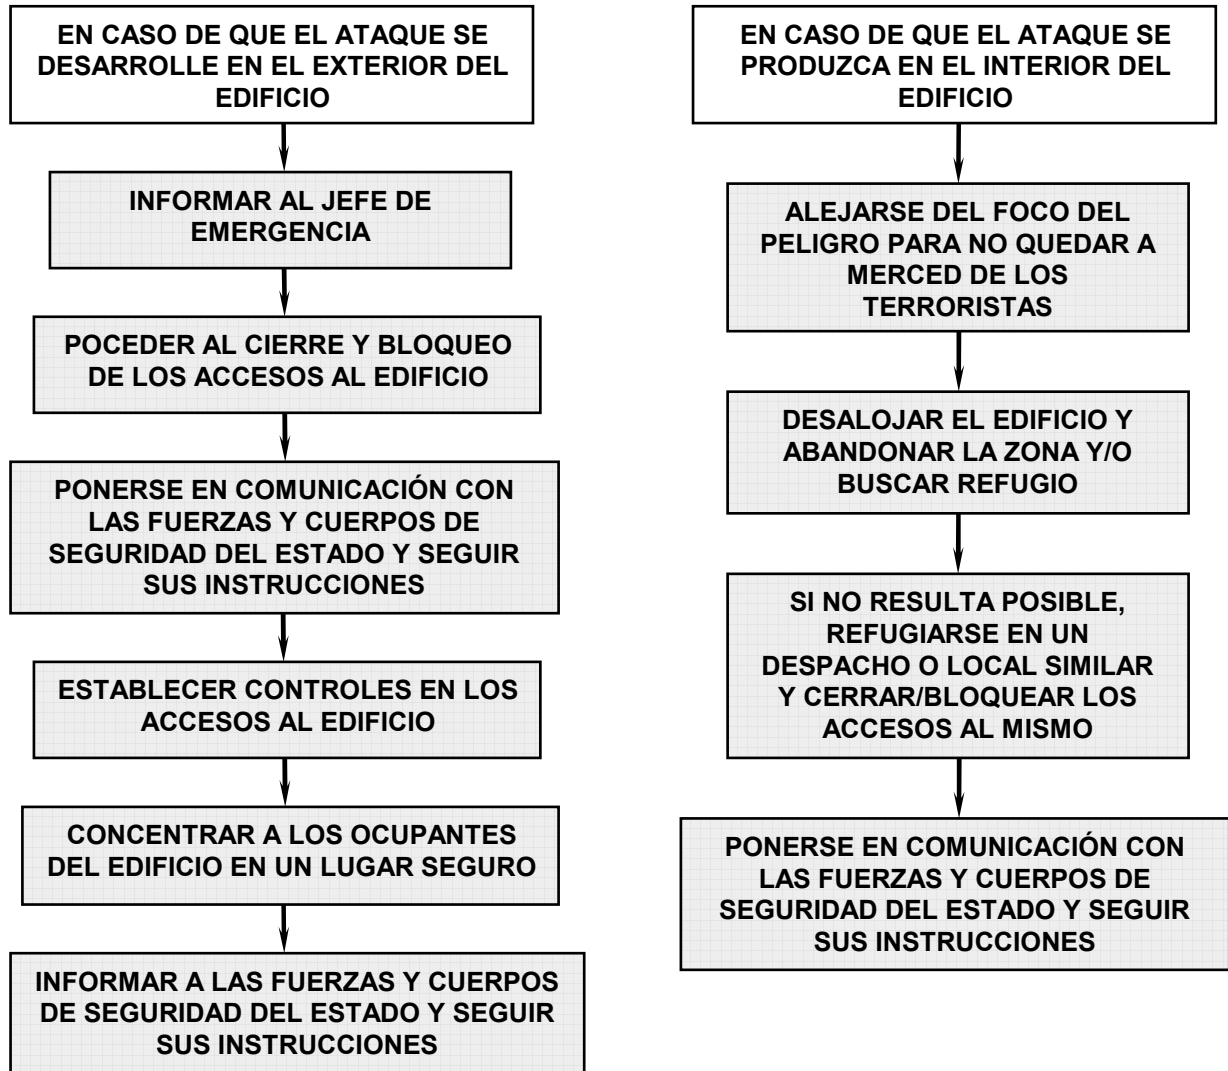 EN CASO DE QUE EL ATAQUE SE
DESARROLLE EN EL EXTERIOR DEL
EDIFICIO
INFORMAR AL JEFE DE
EMERGENCIA
POCEDER AL CIERRE Y BLOQUEO
DE LOS ACCESOS AL EDIFICIO
PONERSE EN COMUNICACIÓN CON
LAS FUERZAS Y CUERPOS DE
SEGURIDAD DEL ESTADO Y SEGUIR
SUS INSTRUCCIONES
ESTABLECER CONTROLES EN LOS
ACCESOS AL EDIFICIO
CONCENTRAR A LOS OCUPANTES
DEL EDIFICIO EN UN LUGAR SEGURO
INFORMAR A LAS FUERZAS Y CUERPOS
DE SEGURIDAD DEL ESTADO Y SEGUIR
SUS INSTRUCCIONES
EN CASO DE QUE EL ATAQUE SE
PRODUZCA EN EL INTERIOR DEL
EDIFICIO
ALEJARSE DEL FOCO DEL
PELIGRO PARA NO QUEDAR A
MERCED DE LOS
TERRORISTAS
DESALOJAR EL EDIFICIO Y
ABANDONAR LA ZONA Y/O
BUSCAR REFUGIO
SI NO RESULTA POSIBLE,
REFUGIARSE EN UN
DESPACHO O LOCAL SIMILAR
Y CERRAR/BLOQUEAR LOS
ACCESOS AL MISMO
PONERSE EN COMUNICACIÓN CON
LAS FUERZAS Y CUERPOS DE
SEGURIDAD DEL ESTADO Y SEGUIR
SUS INSTRUCCIONES